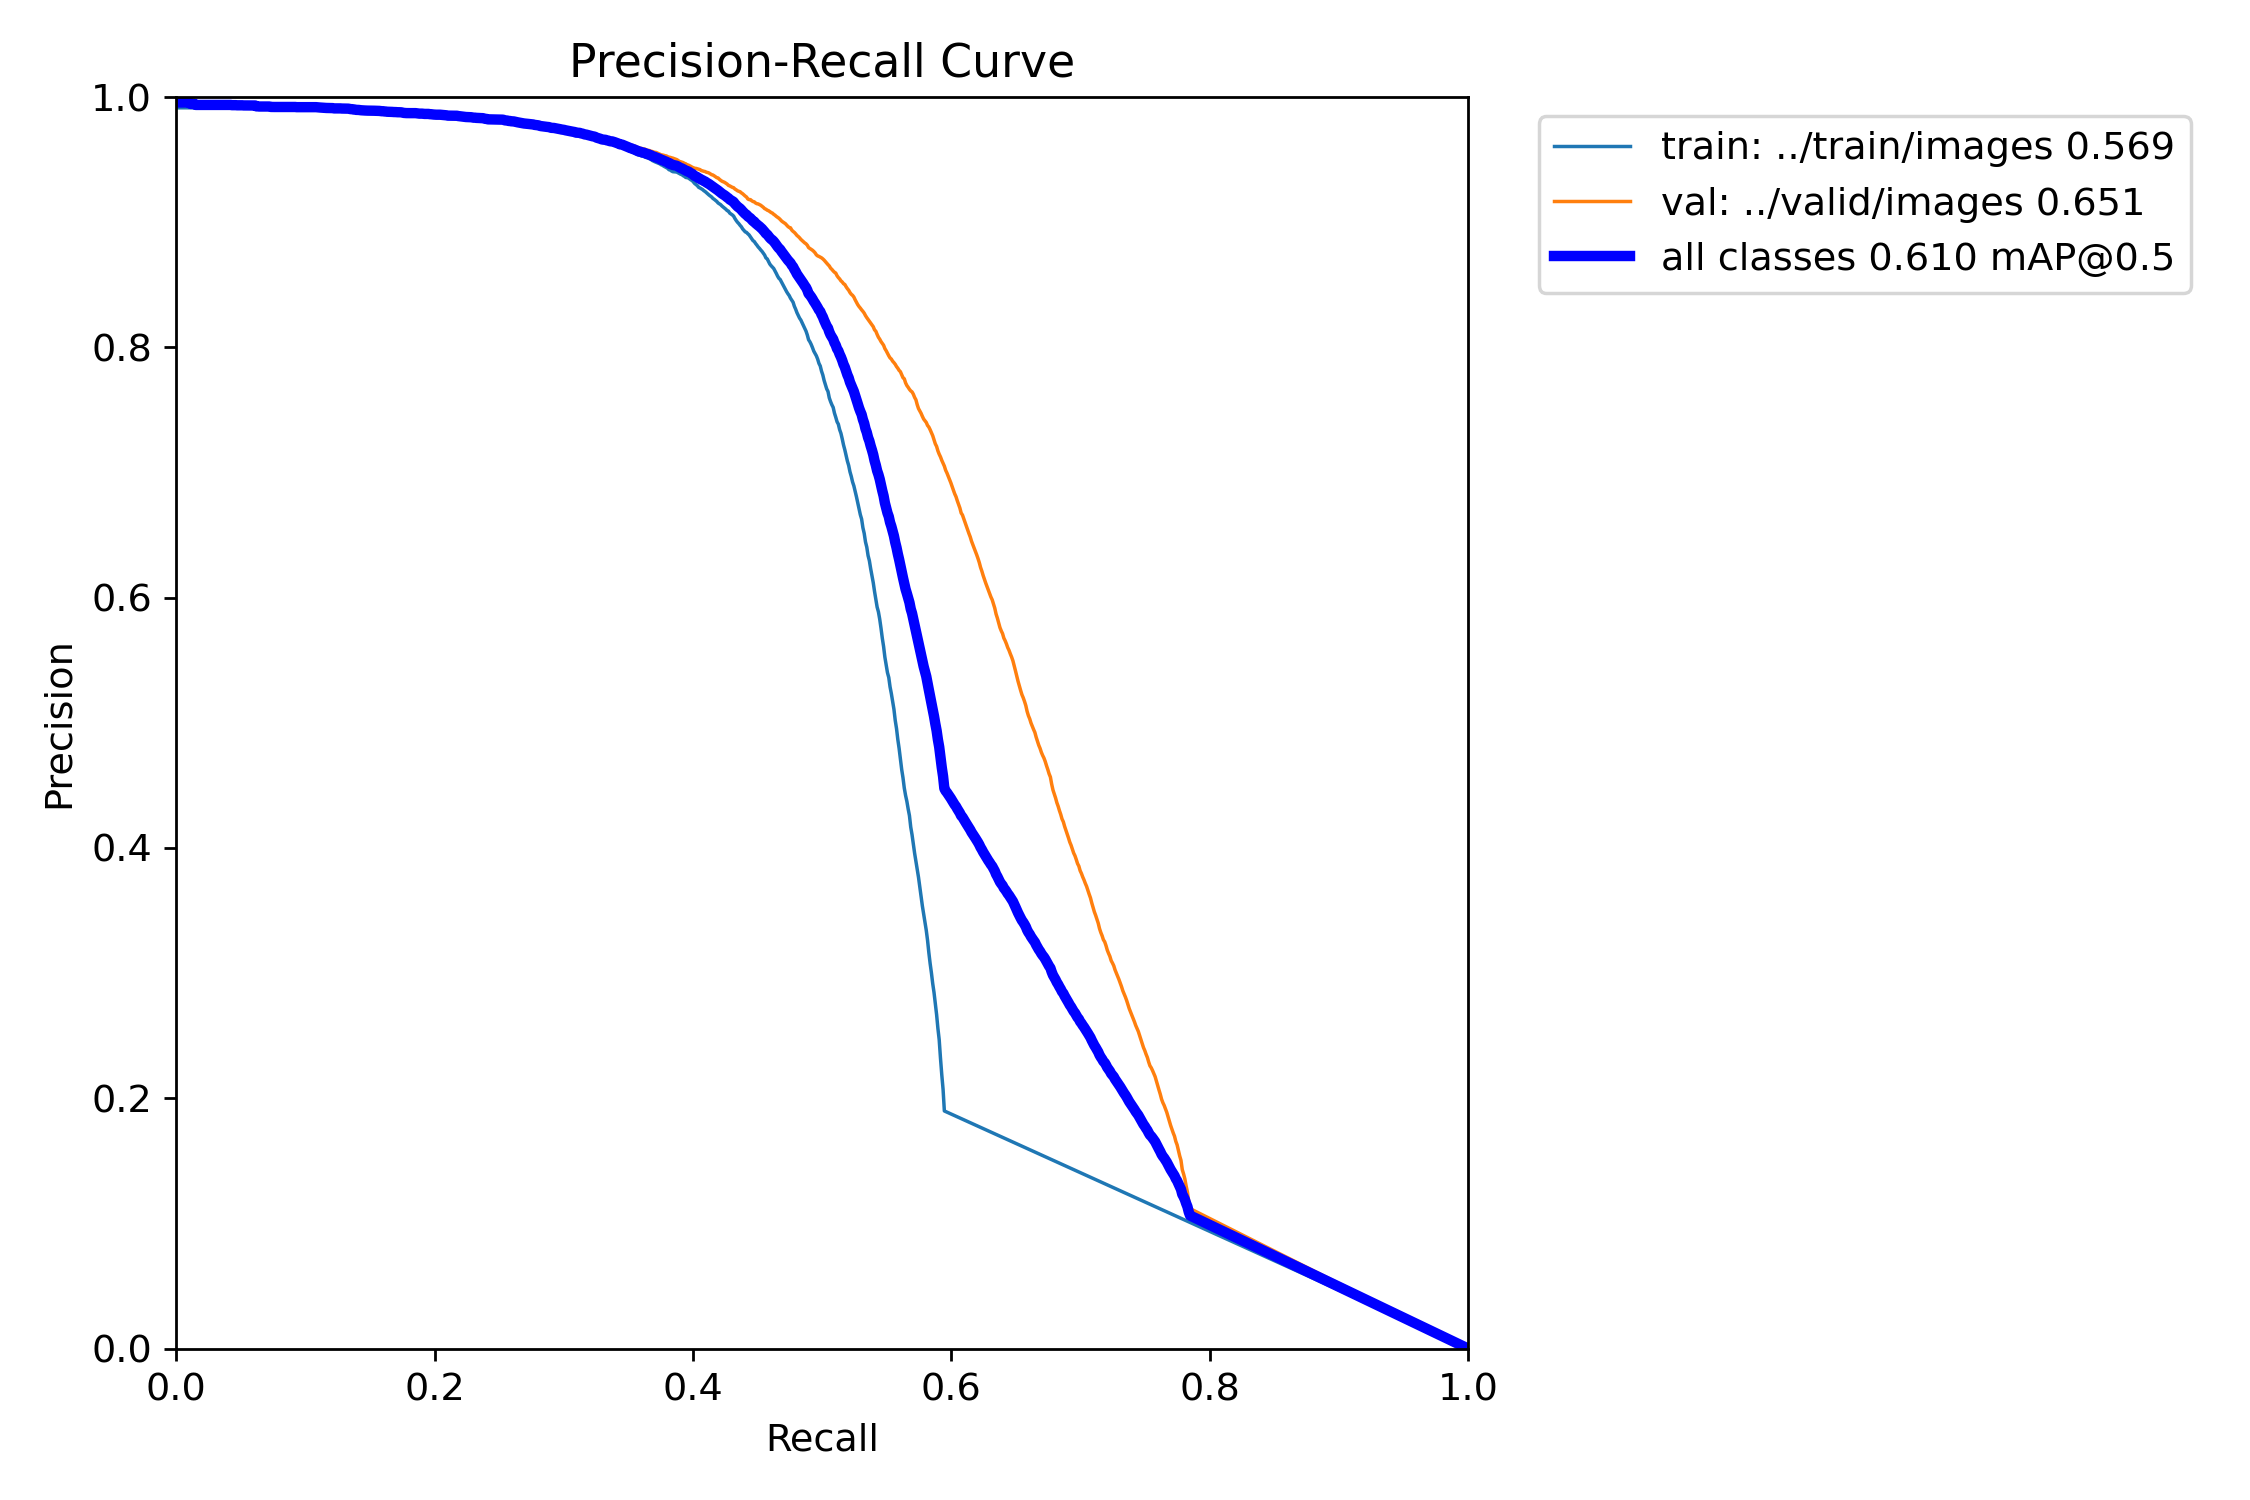 Precision-Recall Curve
1.0
0.8
0.6
0.4
0.2
0.0
Precision
0.0 0.2 0.4 0.6 0.8 1.0
Recall
train: ../train/images 0.569
val: ../valid/images 0.651
all classes 0.610 mAP@0.5